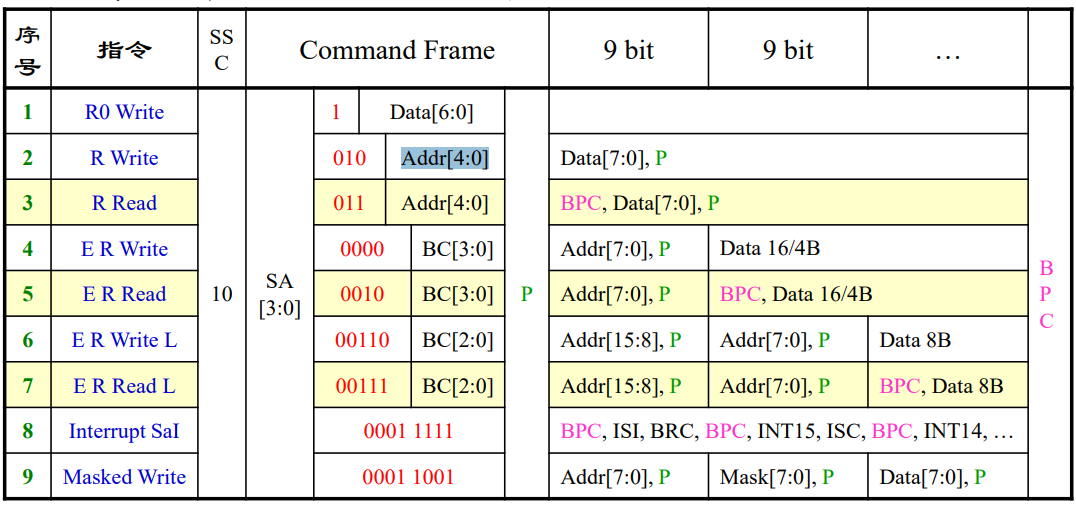 序号 指令 SSC Command Frame 9 bit 9 bit …
1 R0 Write 1 Data[6:0]
2 R Write 010 Addr[4:0] Data[7:0], P
3 R Read 011 Addr[4:0] BPC, Data[7:0], P
4 E R Write 0000 BC[3:0] Addr[7:0], P Data 16/4B
5 E R Read 10 SA[3:0] 0010 BC[3:0] P Addr[7:0], P BPC, Data 16/4B BPC
6 E R Write L 00110 BC[2:0] Addr[15:8], P Addr[7:0], P Data 8B
7 E R Read L 00111 BC[2:0] Addr[15:8], P Addr[7:0], P BPC, Data 8B
8 Interrupt SaI 0001 1111 BPC, ISI, BRC, BPC, INT15, ISC, BPC, INT14, …
9 Masked Write 0001 1001 Addr[7:0], P Mask[7:0], P Data[7:0], P